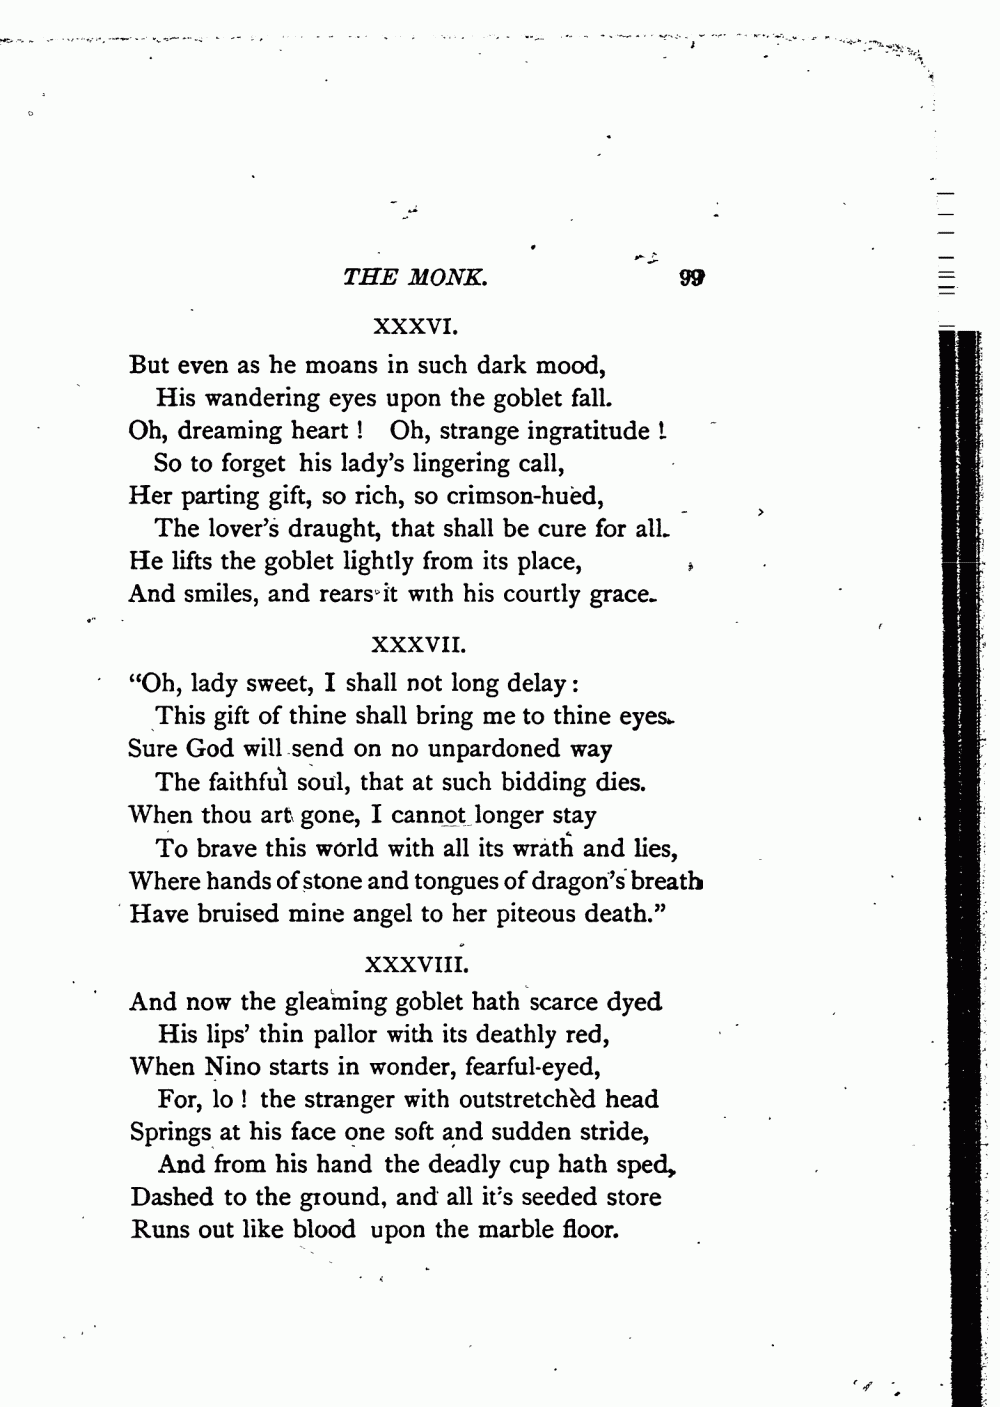 THE MONK. 99
XXXVI.
But even as he moans in such dark mood,
His wandering eyes upon the goblet fall.
Oh, dreaming heart ! Oh, strange ingratitude !
So to forget his lady's lingering call,
Her parting gift, so rich, so crimson-hued,
The lover's draught, that shall be cure for all.
He lifts the goblet lightly from its place,
And smiles, and rears it with his courtly grace.
XXXVII.
“Oh, lady sweet, I shall not long delay :
This gift of thine shall bring me to thine eyes.
Sure God will send on no unpardoned way
The faithful soul, that at such bidding dies.
When thou art gone, I cannot longer stay
To brave this world with all its wrath and lies,
Where hands of stone and tongues of dragon's breath
Have bruised mine angel to her piteous death.”
XXXVIII.
And now the gleaming goblet hath scarce dyed
His lips’ thin pallor with its deathly red,
When Nino starts in wonder, fearful-eyed,
For, lo ! the stranger with outstretchèd head
Springs at his face one soft and sudden stride,
And from his hand the deadly cup hath sped,
Dashed to the ground, and all it's seeded store
Runs out like blood upon the marble floor.